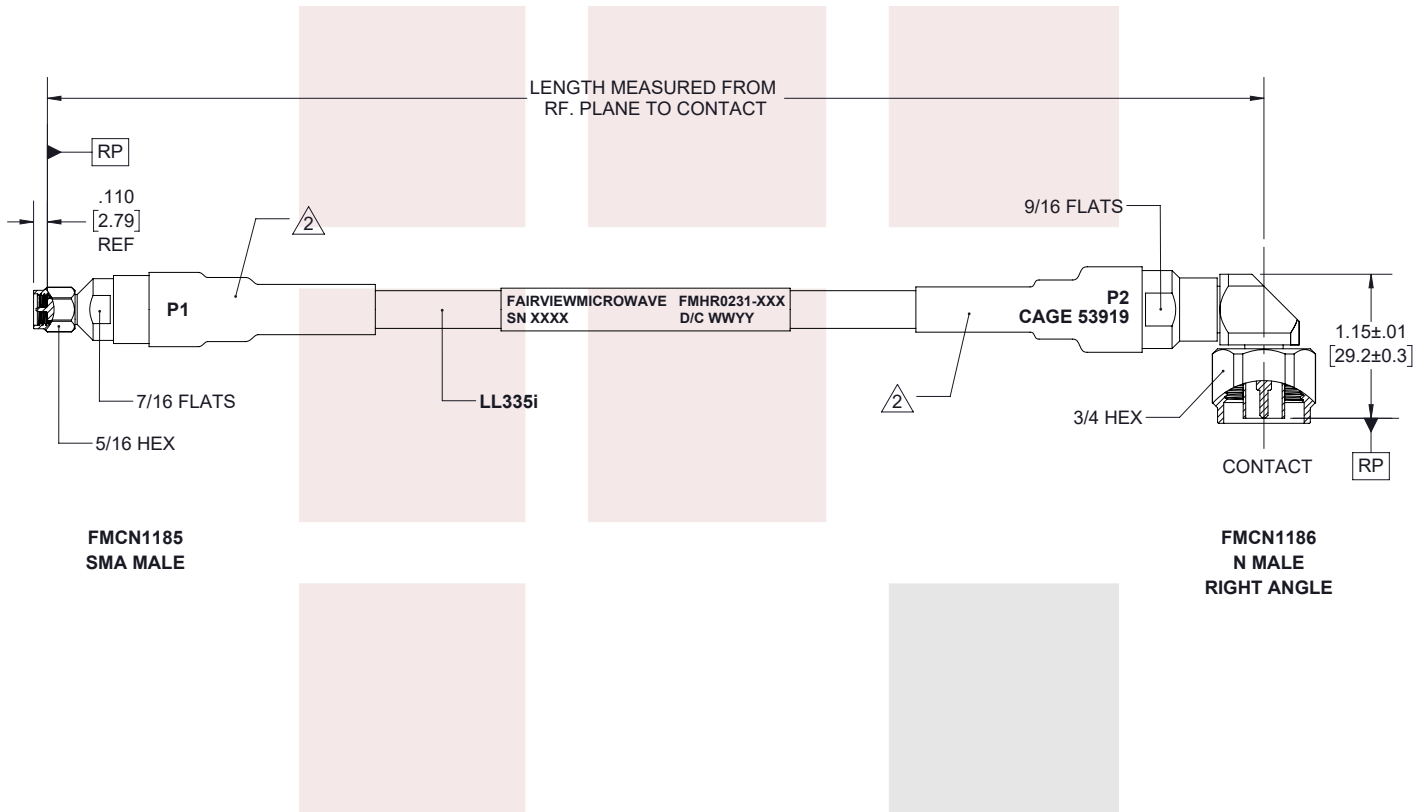 LENGTH MEASURED FROM
RF. PLANE TO CONTACT
RP
.110
[2.79]
REF
2
9/16 FLATS
P1
FAIRVIEWMICROWAVE FMHR0231-XXX
SN XXXX D/C WWYY
P2
CAGE 53919
1.15±.01
[29.2±0.3]
7/16 FLATS
LL335i
2
3/4 HEX
5/16 HEX
CONTACT
RP
FMCN1185
SMA MALE
FMCN1186
N MALE
RIGHT ANGLE